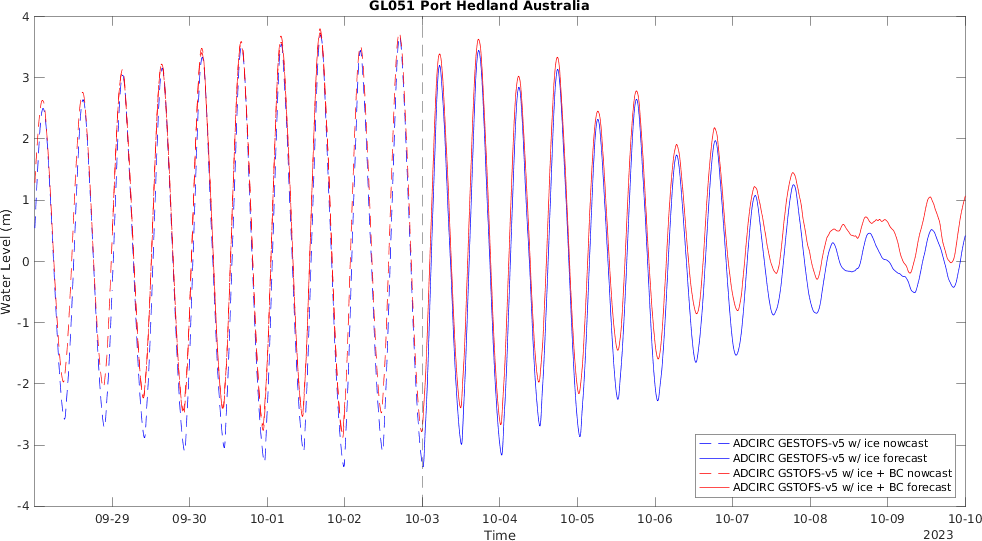 GL051 Port Hedland Australia
Water Level (m)
4
3
2
1
0
-1
-2
-3
-4
ADCIRC GESTOFS-v5 w/ ice nowcast
ADCIRC GESTOFS-v5 w/ ice forecast
ADCIRC GSTOFS-v5 w/ ice + BC nowcast
ADCIRC GSTOFS-v5 w/ ice + BC forecast
09-29 09-30 10-01 10-02 10-03 10-04 10-05 10-06 10-07 10-08 10-09 10-10
Time
2023